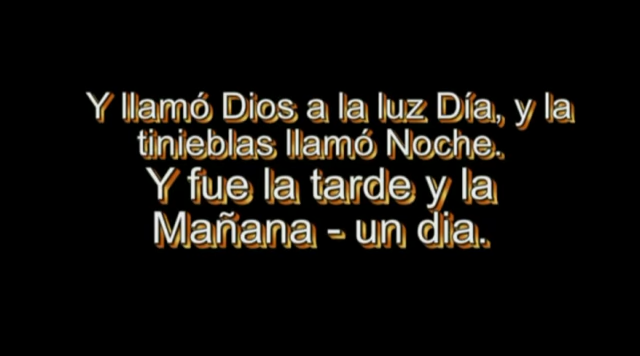 Y llamó Dios a la luz Día, y la
tinieblas llamó Noche.
Y fue la tarde y la
Mañana - un dia.